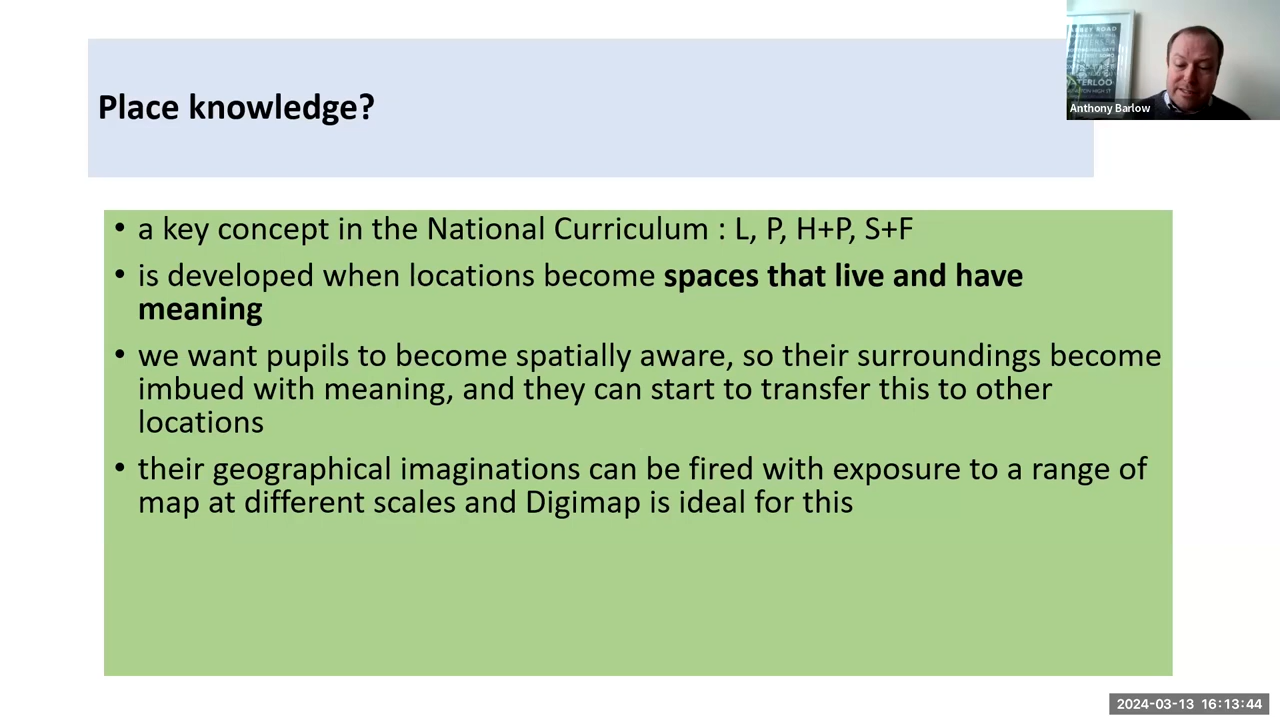 Place knowledge?
ABBEY ROAD
WATERLOO
Anthony Barlow
• a key concept in the National Curriculum : L, P, H+P, S+F
• is developed when locations become spaces that live and have
meaning
• we want pupils to become spatially aware, so their surroundings become
imbued with meaning, and they can start to transfer this to other
locations
• their geographical imaginations can be fired with exposure to a range of
map at different scales and Digimap is ideal for this
2024-03-13 16:13:44